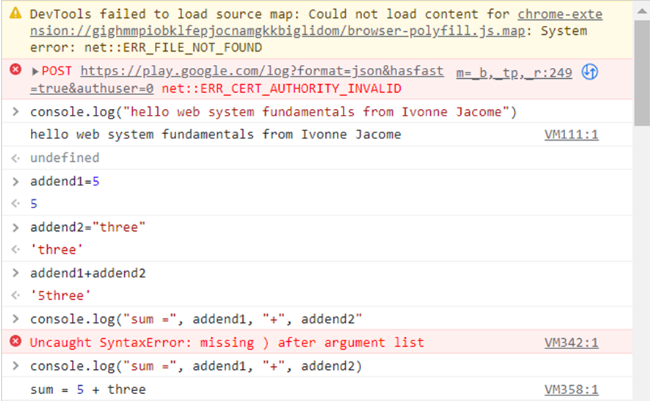 DevTools failed to load source map: Could not load content for chrome-exte
nsion://gighmmpiobklfepjocnamgkkbiglidom/browser-polyfill.js.map: System
error: net::ERR_FILE_NOT_FOUND
▶POST https://play.google.com/log?format=json&hasfast m=_b,_tp,_r:249
=true&authuser=0 net::ERR_CERT_AUTHORITY_INVALID
> console.log("hello web system fundamentals from Ivonne Jacome")
hello web system fundamentals from Ivonne Jacome VM111:1
<· undefined
> addend1=5
<· 5
> addend2="three"
<· 'three'
> addend1+addend2
<· '5three'
> console.log("sum =", addend1, "+", addend2"
Uncaught SyntaxError: missing ) after argument list VM342:1
> console.log("sum =", addend1, "+", addend2)
sum = 5 + three VM358:1